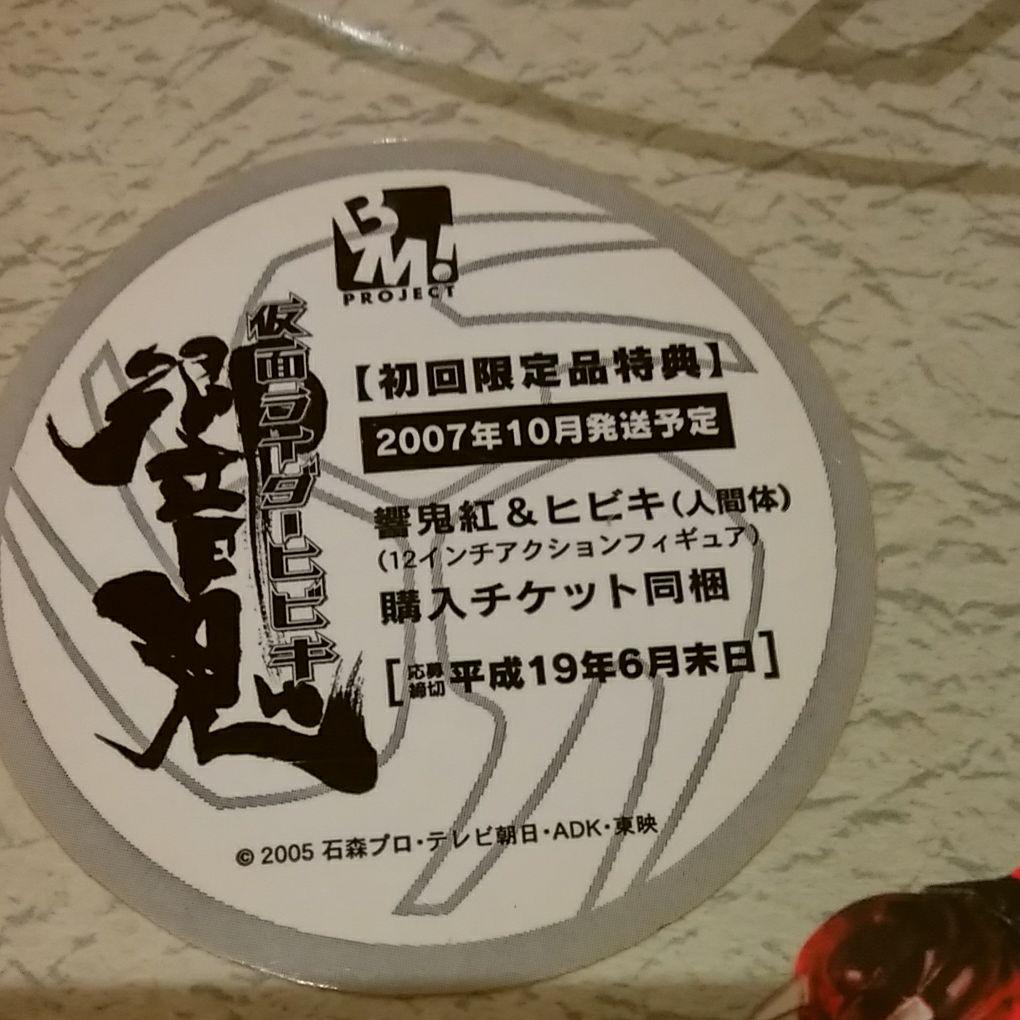 BM!
PROJECT
仮面ライダーヒビキ
響鬼
【初回限定品特典】
2007年10月発送予定
響鬼紅&ヒビキ(人間体)
(12インチアクションフィギュア)
購入チケット同梱
[応募締切 平成19年6月末日]
© 2005 石森プロ・テレビ朝日・ADK・東映